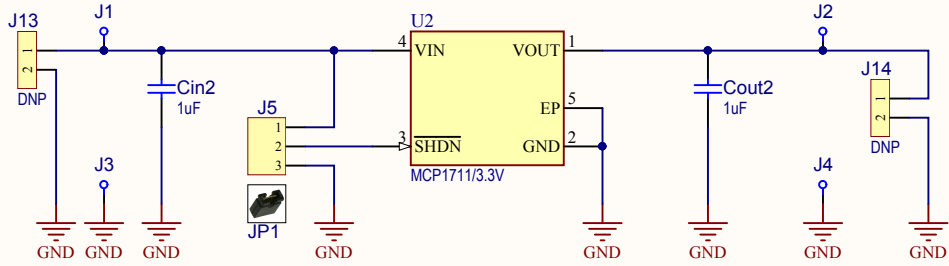 J13
J1
U2
J2
1
2
DNP
4
VIN
VOUT
1
Cin2
1uF
J5
1
2
3
3
SHDN
EP
5
GND
2
MCP1711/3.3V
Cout2
1uF
J14
1
2
DNP
J3
J4
JP1
GND
GND
GND
GND
GND
GND
GND
GND